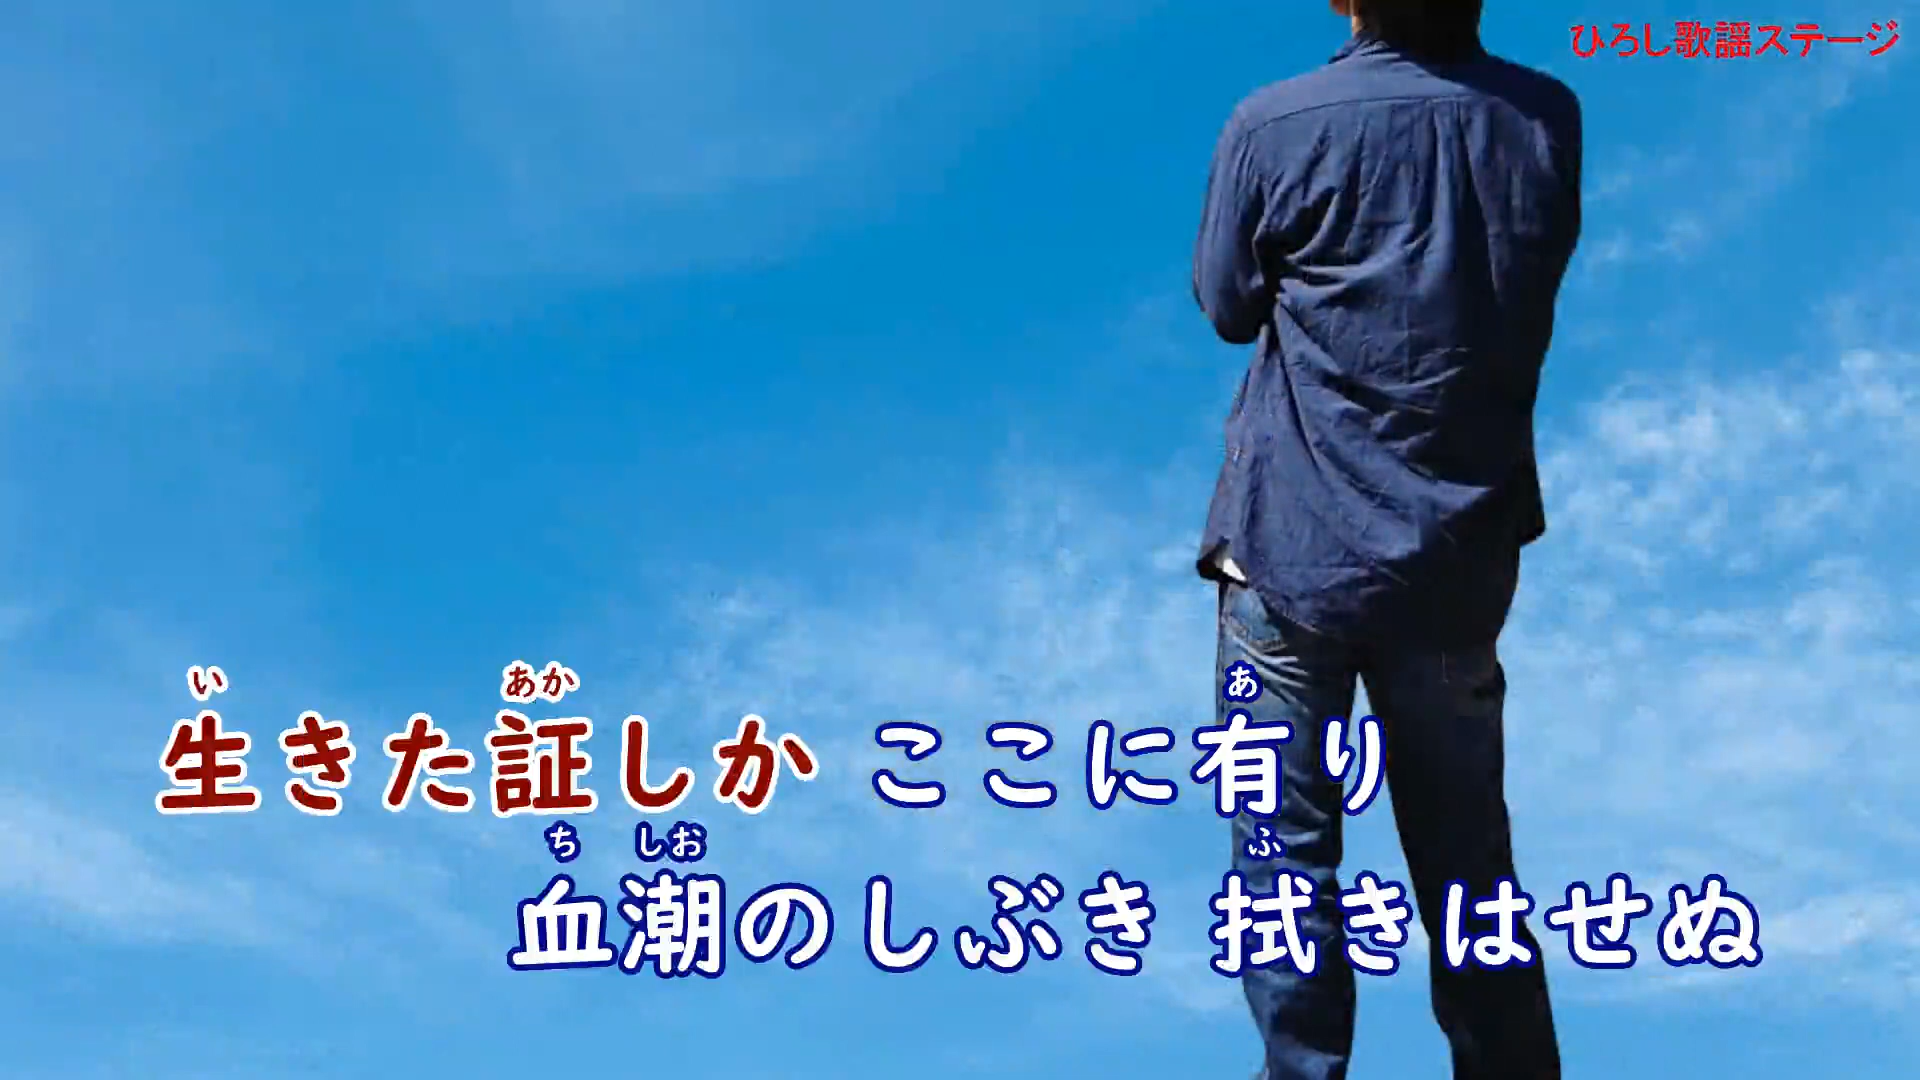 ひろし歌謡ステージ
い あか あ
生きた証しか ここに有り
ち しお ふ
血潮のしぶき 拭きはせぬ